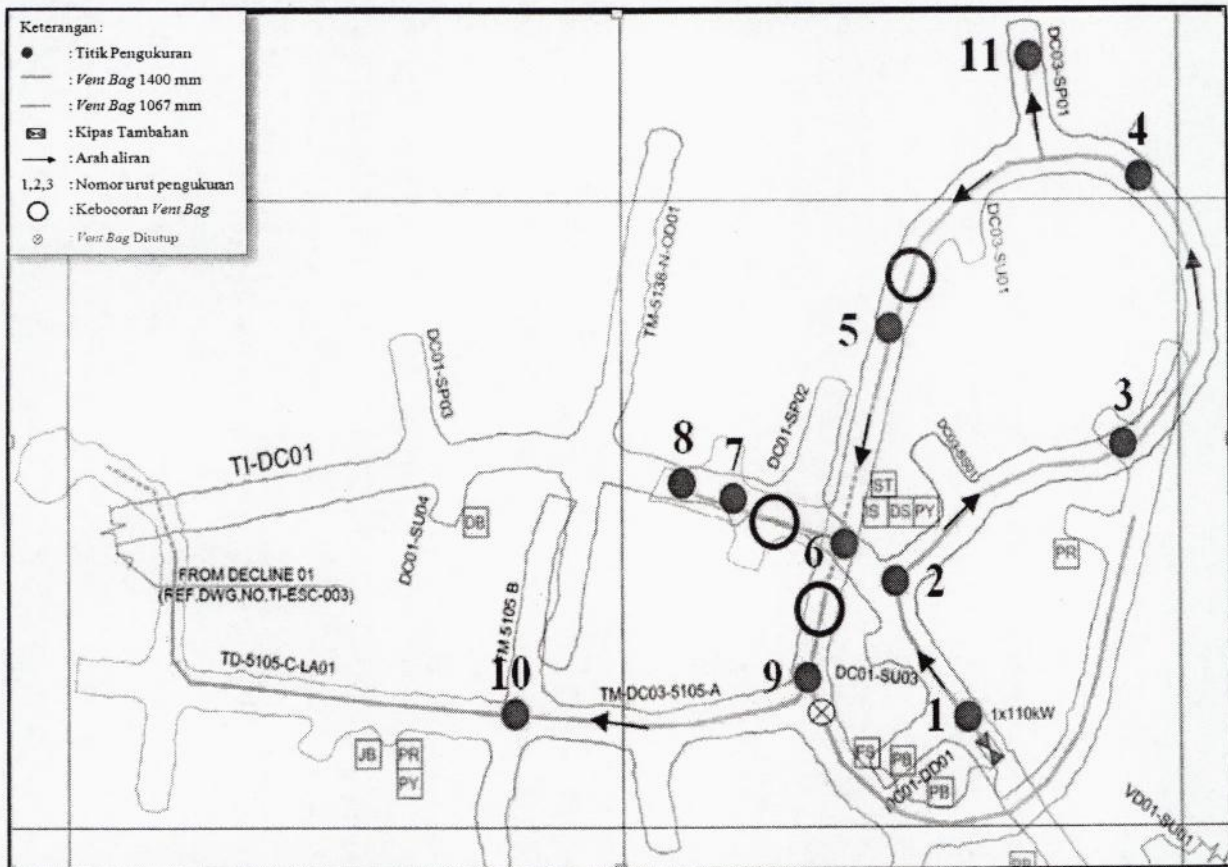 Keterangan :
: Titik Pengukuran
: Vent Bag 1400 mm
: Vent Bag 1067 mm
: Kipas Tambahan
: Arah aliran
1,2,3 : Nomor urut pengukuran
: Kebocoran Vent Bag
: Vent Bag Ditutup
11
DC03-SP01
4
DC03-SU01
TM-5138-N-OD01
5
DC01-SP03
DC01-SP02
3
DC03-SS01
TI-DC01
8
7
ST
IS
DS
PY
DB
DC01-SU04
6
2
PR
FROM DECLINE 01
(REF.DWG.NO.TI-ESC-003)
TM 5105 B
TD-5105-C-LA01
10
TM-DC03-5105-A
9
DC01-SU03
1
1x110kW
JB
PR
PY
FS
PB
PB
DC01-DD01
VD01-SU01